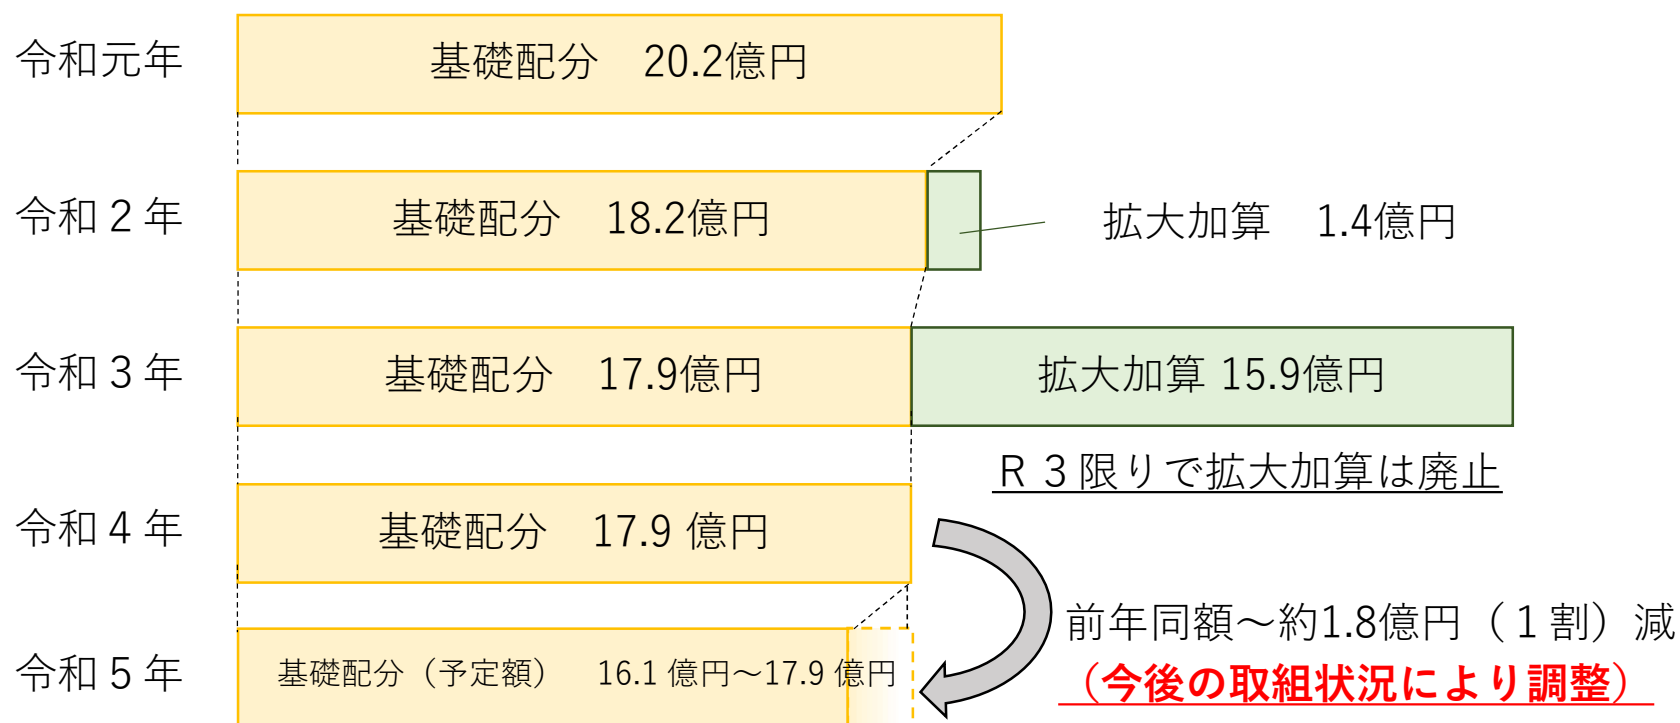 令和元年
基礎配分　20.2億円
令和２年
基礎配分　18.2億円
拡大加算　1.4億円
令和３年
基礎配分　17.9億円
拡大加算 15.9億円
Ｒ３限りで拡大加算は廃止
令和４年
基礎配分　17.9 億円
前年同額～約1.8億円（１割）減
（今後の取組状況により調整）
令和５年
基礎配分（予定額）　16.1 億円～17.9 億円